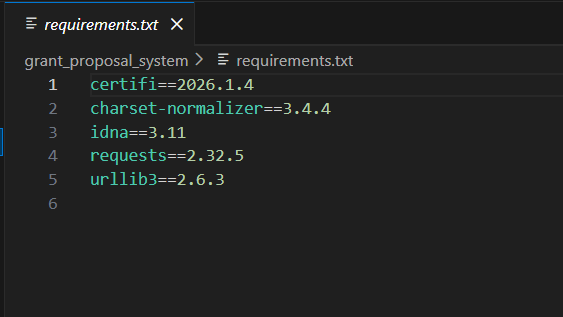 requirements.txt
grant_proposal_system > requirements.txt
1 certifi==2026.1.4
2 charset-normalizer==3.4.4
3 idna==3.11
4 requests==2.32.5
5 urllib3==2.6.3
6